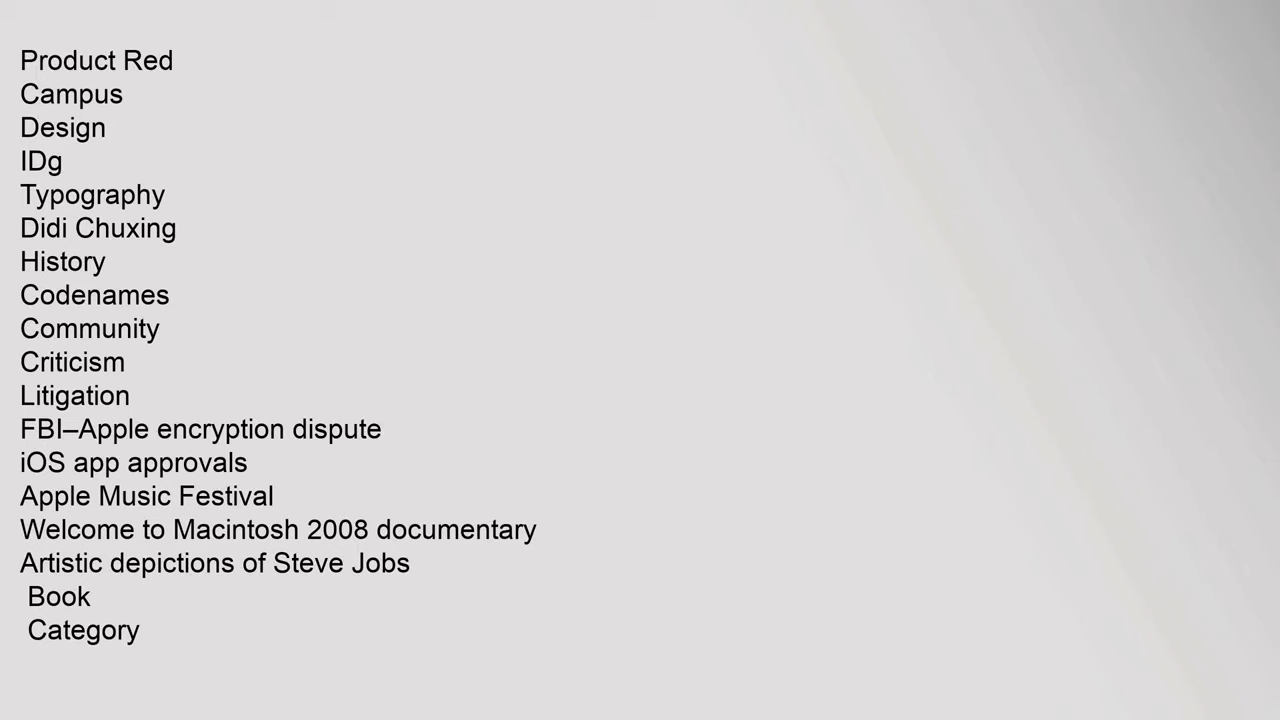 Product Red
Campus
Design
IDg
Typography
Didi Chuxing
History
Codenames
Community
Criticism
Litigation
FBI–Apple encryption dispute
iOS app approvals
Apple Music Festival
Welcome to Macintosh 2008 documentary
Artistic depictions of Steve Jobs
Book
Category